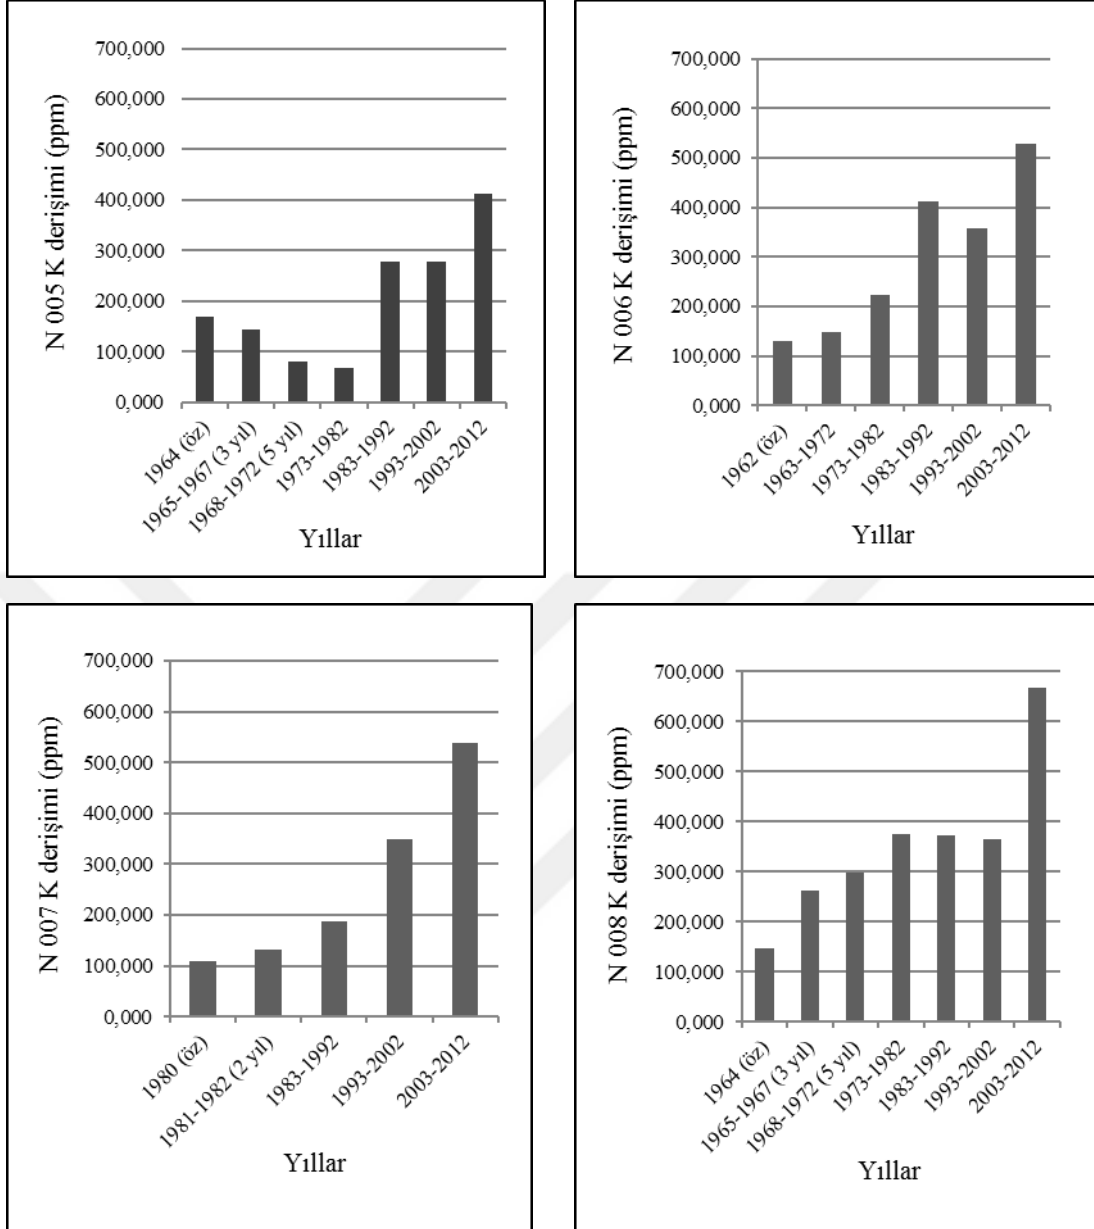 N 005 K derişimi (ppm)
700,000
600,000
500,000
400,000
300,000
200,000
100,000
0,000
1964 (öz)
1965-1967 (3 yıl)
1968-1972 (5 yıl)
1973-1982
1983-1992
1993-2002
2003-2012
Yıllar
N 006 K derişimi (ppm)
700,000
600,000
500,000
400,000
300,000
200,000
100,000
0,000
1962 (öz)
1963-1972
1973-1982
1983-1992
1993-2002
2003-2012
Yıllar
N 007 K derişimi (ppm)
700,000
600,000
500,000
400,000
300,000
200,000
100,000
0,000
1980 (öz)
1981-1982 (2 yıl)
1983-1992
1993-2002
2003-2012
Yıllar
N 008 K derişimi (ppm)
700,000
600,000
500,000
400,000
300,000
200,000
100,000
0,000
1964 (öz)
1965-1967 (3 yıl)
1968-1972 (5 yıl)
1973-1982
1983-1992
1993-2002
2003-2012
Yıllar